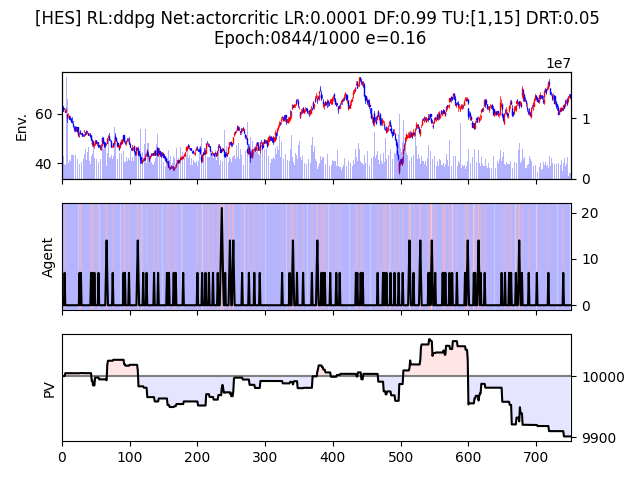 [HES] RL:ddpg Net:actorcritic LR:0.0001 DF:0.99 TU:[1,15] DRT:0.05
Epoch:0844/1000 e=0.16
1e7
Env.
60
40
1
0
Agent
20
10
0
PV
10000
9900
0 100 200 300 400 500 600 700